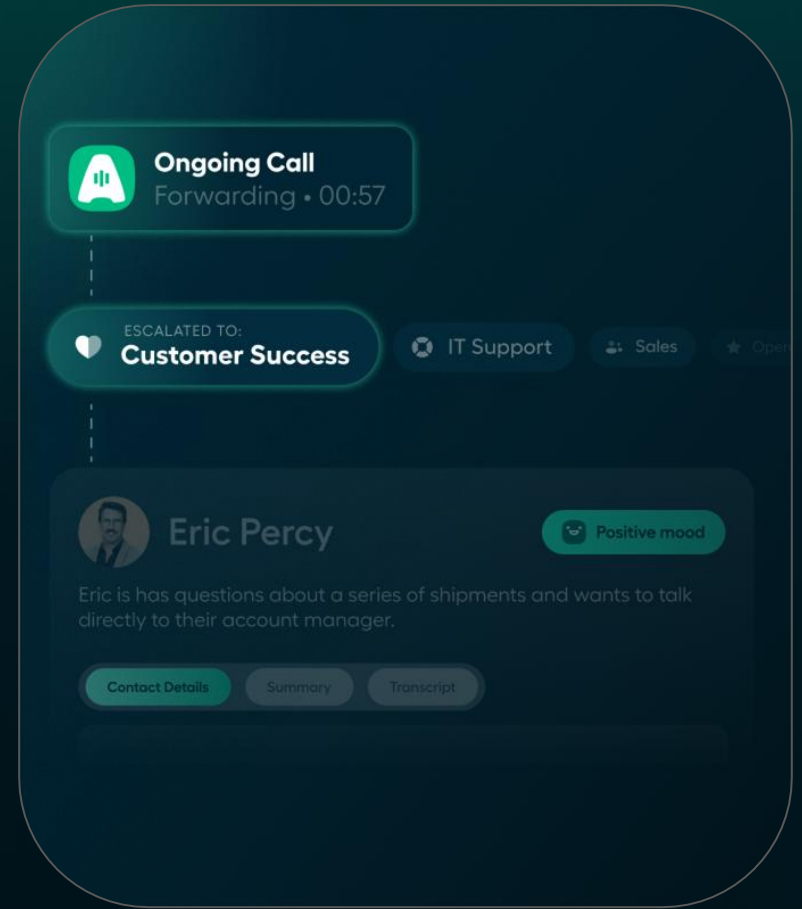 Ongoing Call
Forwarding • 00:57
ESCALATED TO:
Customer Success
IT Support
Sales
Eric Percy
Positive mood
Eric is has questions about a series of shipments and wants to talk
directly to their account manager.
Contact Details
Summary
Transcript